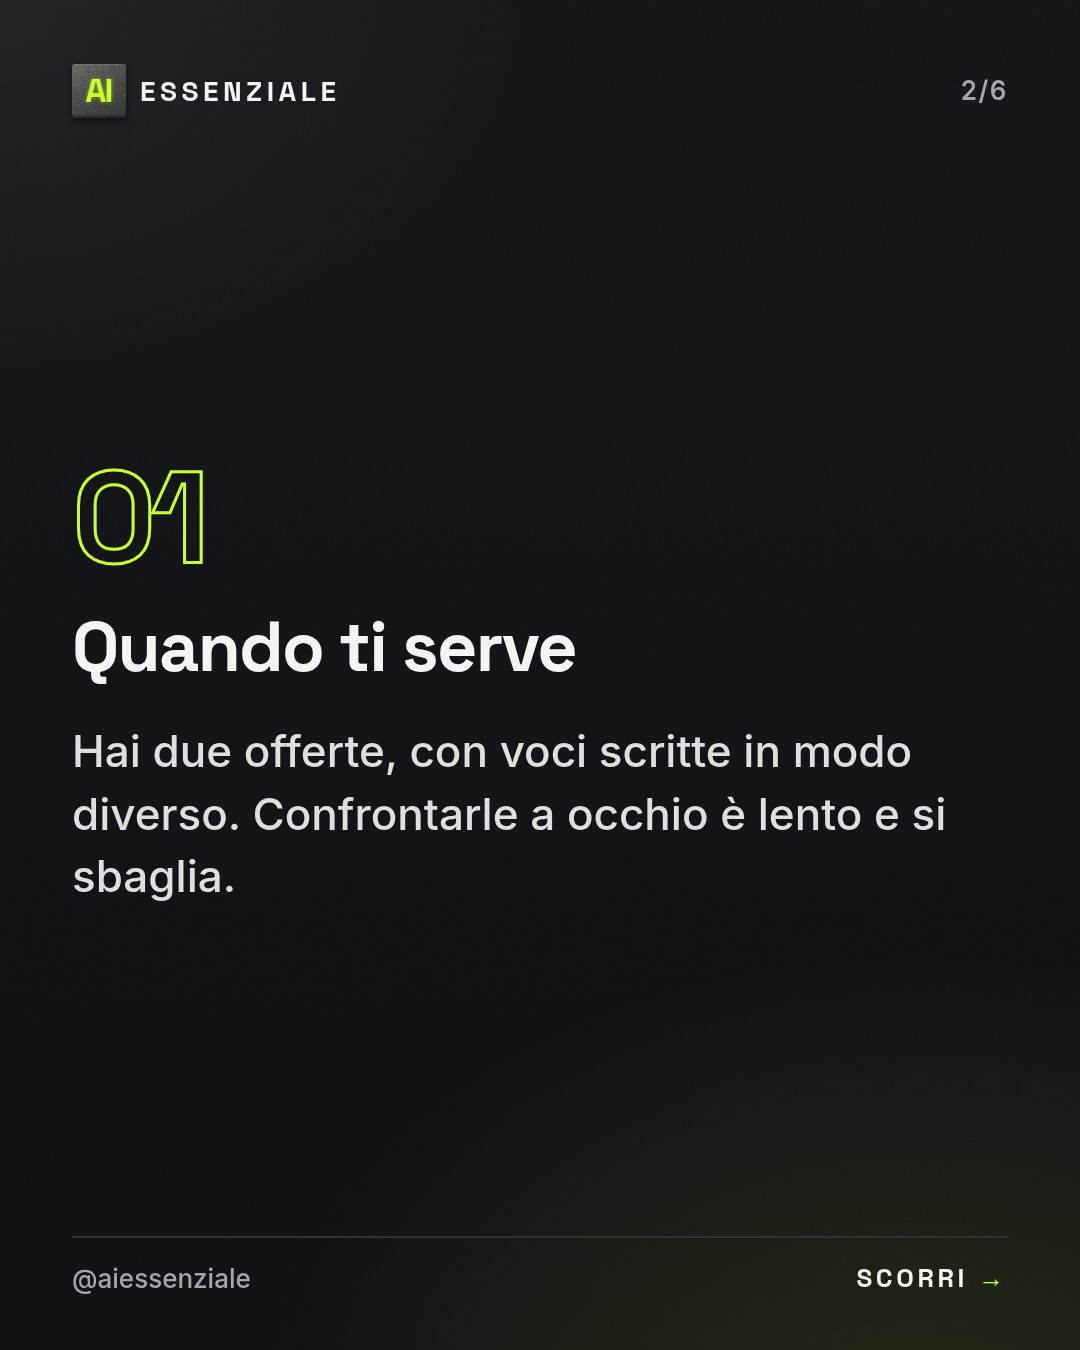 AI ESSENZIALE
2/6
01
Quando ti serve
Hai due offerte, con voci scritte in modo
diverso. Confrontarle a occhio è lento e si
sbaglia.
@aiessenziale
SCORRI →